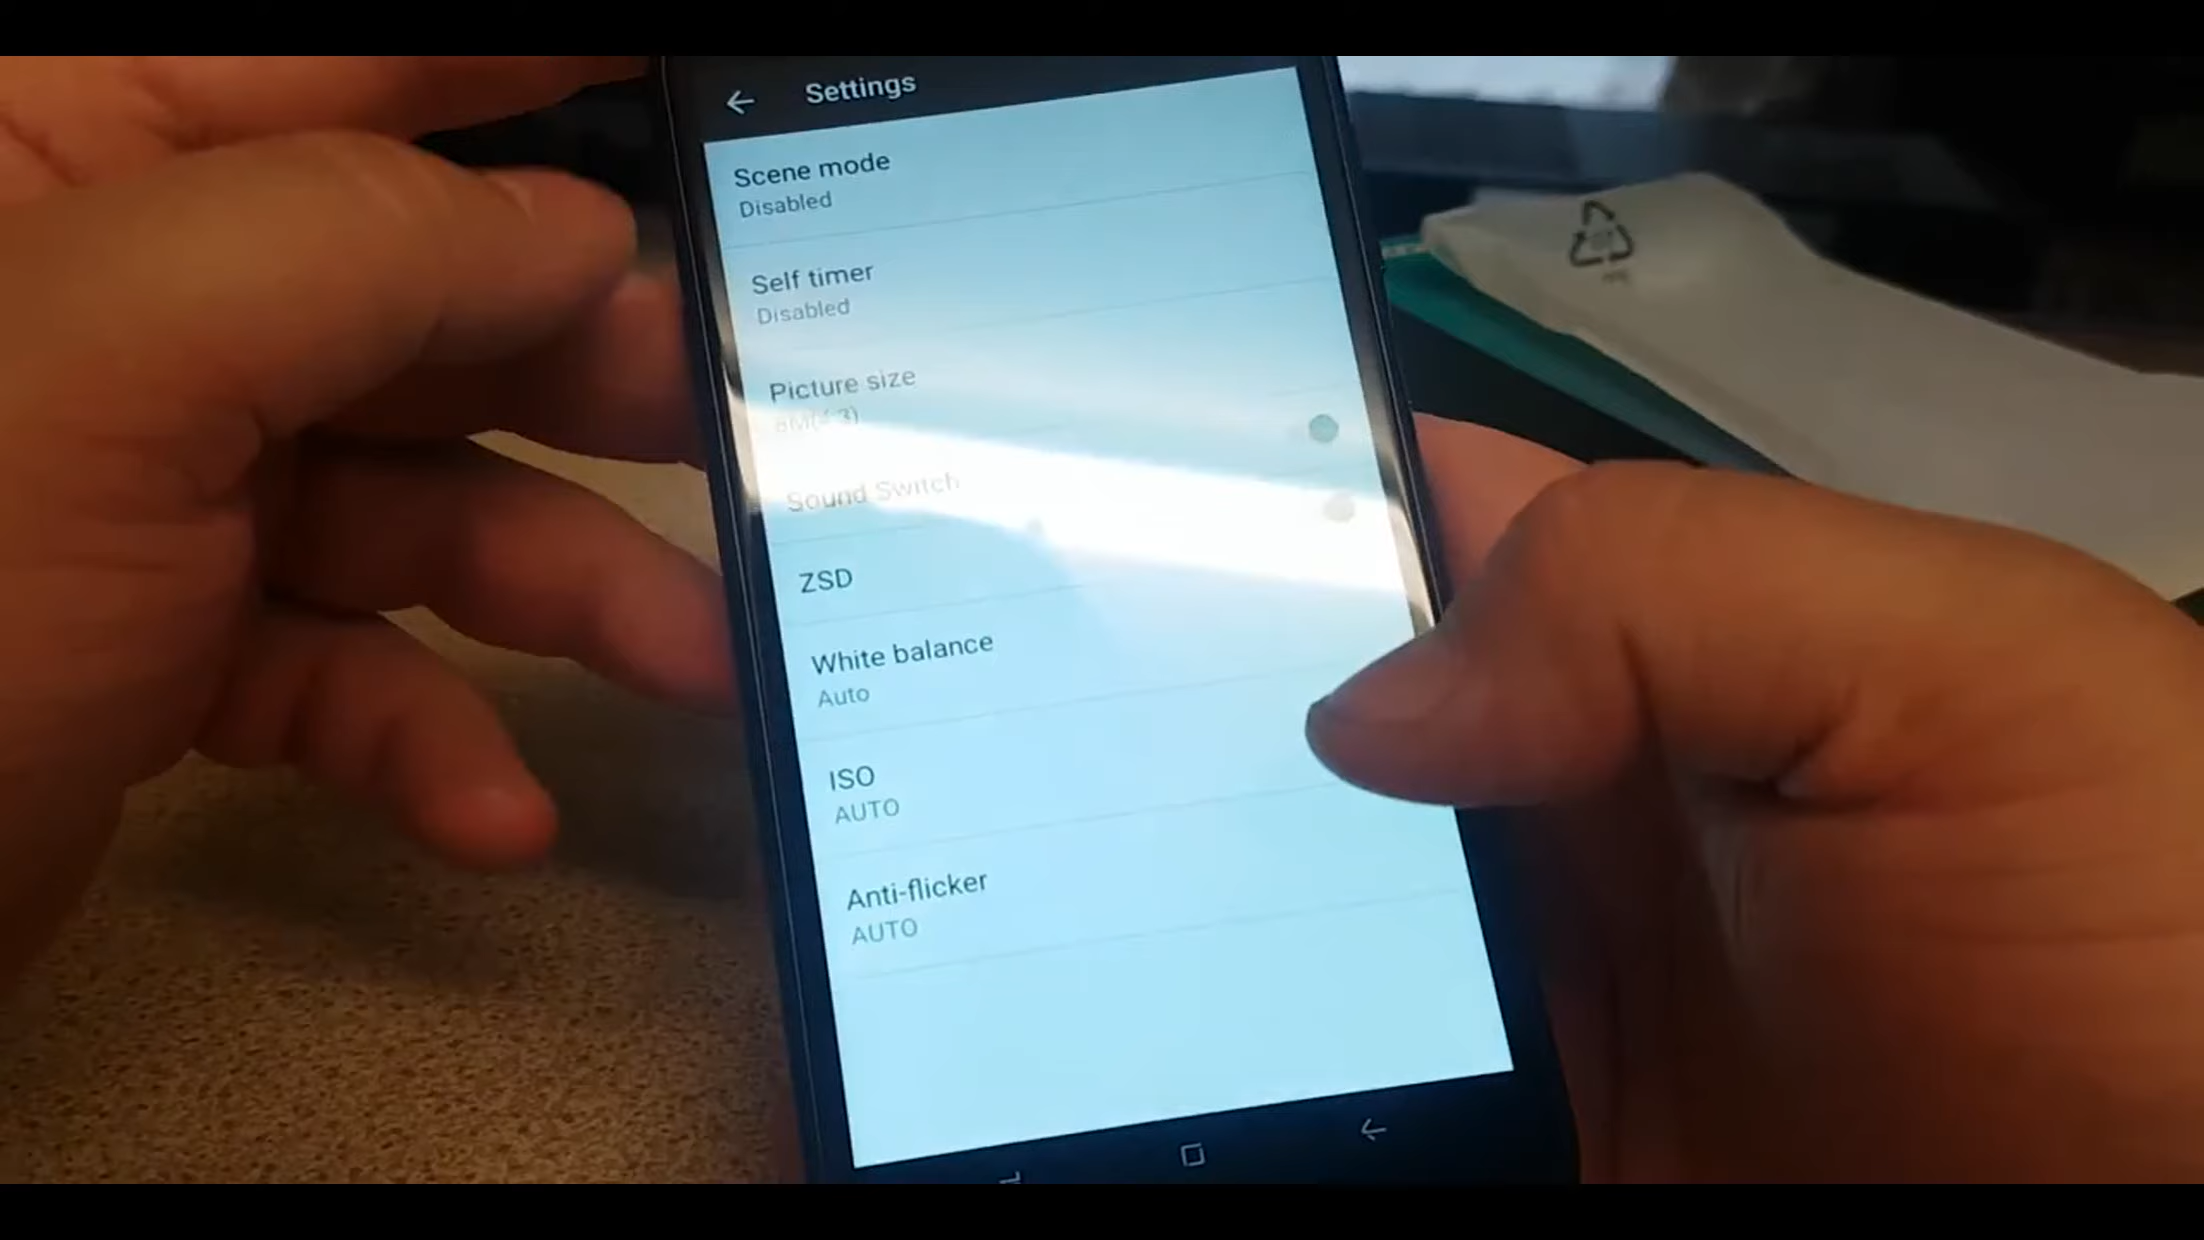 Settings
Scene mode
Disabled
Self timer
Disabled
Picture size
Sound Switch
ZSD
White balance
Auto
ISO
AUTO
Anti-flicker
AUTO